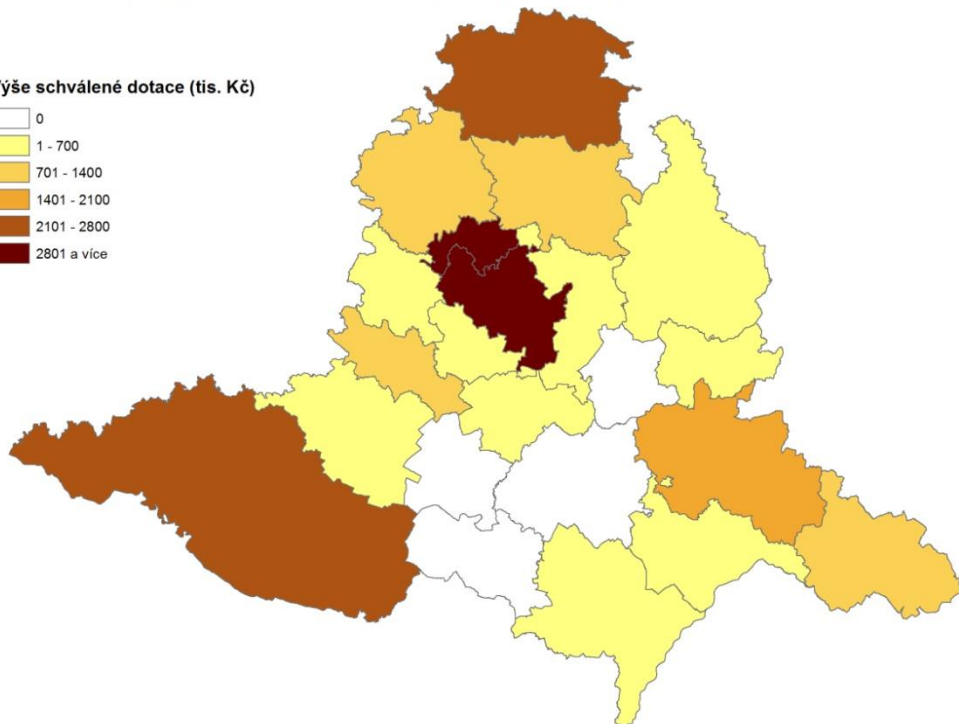 ýše schválené dotace (tis. Kč)
0
1 - 700
701 - 1400
1401 - 2100
2101 - 2800
2801 a více